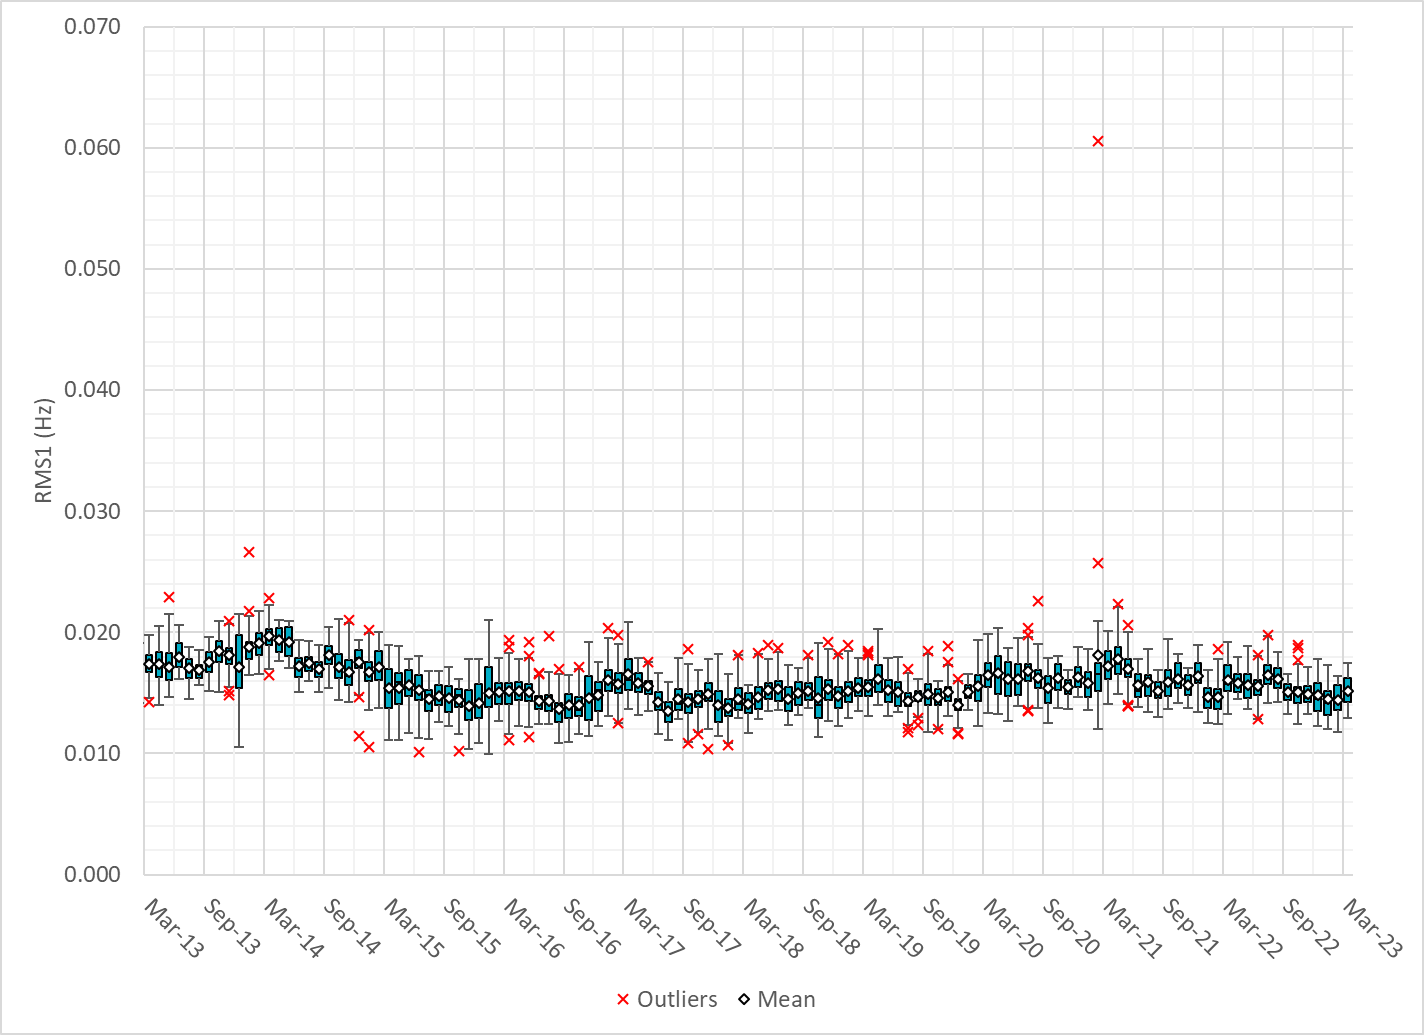 0.070
0.060
0.050
0.040
0.030
0.020
0.010
0.000
RMS1 (Hz)
Mar-13 Sep-13 Mar-14 Sep-14 Mar-15 Sep-15 Mar-16 Sep-16 Mar-17 Sep-17 Mar-18 Sep-18 Mar-19 Sep-19 Mar-20 Sep-20 Mar-21 Sep-21 Mar-22 Sep-22 Mar-23
Outliers Mean